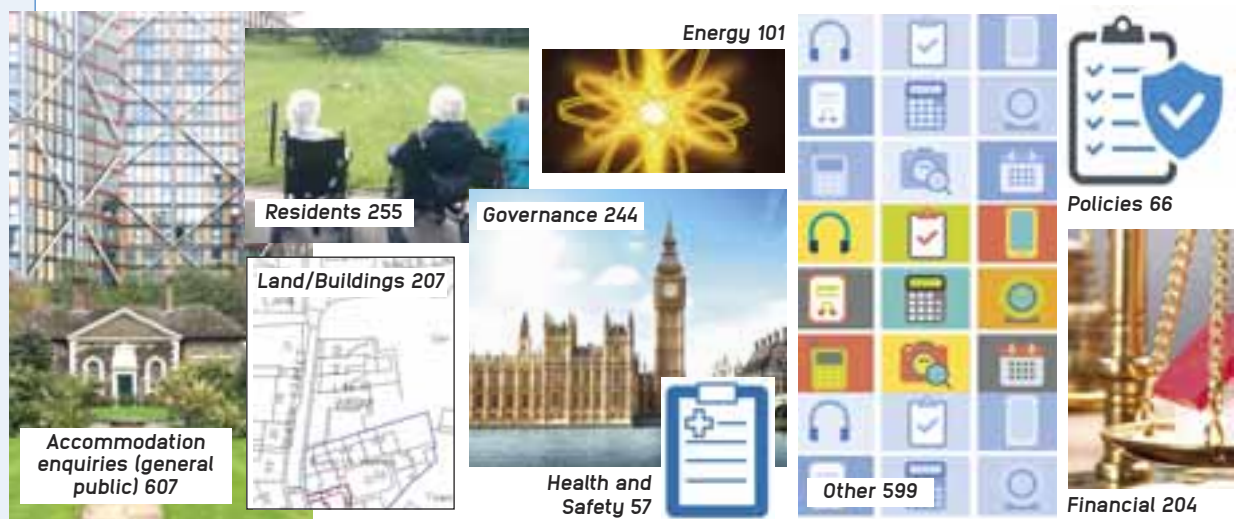 Energy 101
Residents 255
Governance 244
Policies 66
Land/Buildings 207
Accommodation
enquiries (general
public) 607
Health and
Safety 57
Other 599
Financial 204